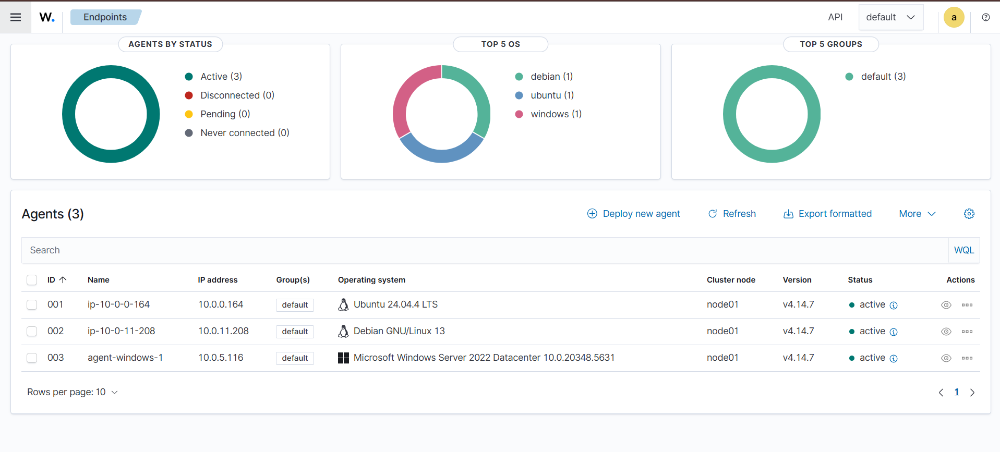 W. Endpoints API default a
AGENTS BY STATUS
Active (3)
Disconnected (0)
Pending (0)
Never connected (0)
TOP 5 OS
debian (1)
ubuntu (1)
windows (1)
TOP 5 GROUPS
default (3)
Agents (3) Deploy new agent Refresh Export formatted More
Search WQL
ID Name IP address Group(s) Operating system Cluster node Version Status Actions
001 ip-10-0-0-164 10.0.0.164 default Ubuntu 24.04.4 LTS node01 v4.14.7 active
002 ip-10-0-11-208 10.0.11.208 default Debian GNU/Linux 13 node01 v4.14.7 active
003 agent-windows-1 10.0.5.116 default Microsoft Windows Server 2022 Datacenter 10.0.20348.5631 node01 v4.14.7 active
Rows per page: 10 1